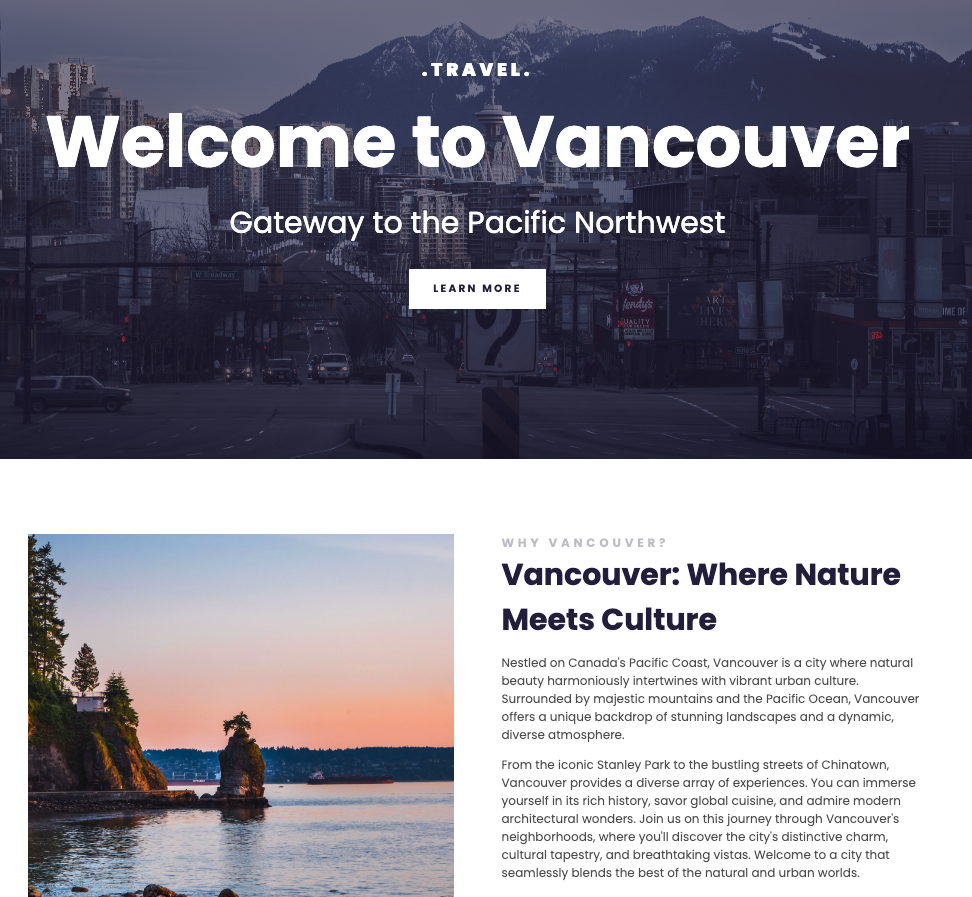 .TRAVEL.
Welcome to Vancouver
Gateway to the Pacific Northwest
W Broadway
LEARN MORE
Wendy's
QUALITY
ART
LIVES
HERE
WHY VANCOUVER?
Vancouver: Where Nature
Meets Culture
Nestled on Canada's Pacific Coast, Vancouver is a city where natural
beauty harmoniously intertwines with vibrant urban culture.
Surrounded by majestic mountains and the Pacific Ocean, Vancouver
offers a unique backdrop of stunning landscapes and a dynamic,
diverse atmosphere.
From the iconic Stanley Park to the bustling streets of Chinatown,
Vancouver provides a diverse array of experiences. You can immerse
yourself in its rich history, savor global cuisine, and admire modern
architectural wonders. Join us on this journey through Vancouver's
neighborhoods, where you'll discover the city's distinctive charm,
cultural tapestry, and breathtaking vistas. Welcome to a city that
seamlessly blends the best of the natural and urban worlds.